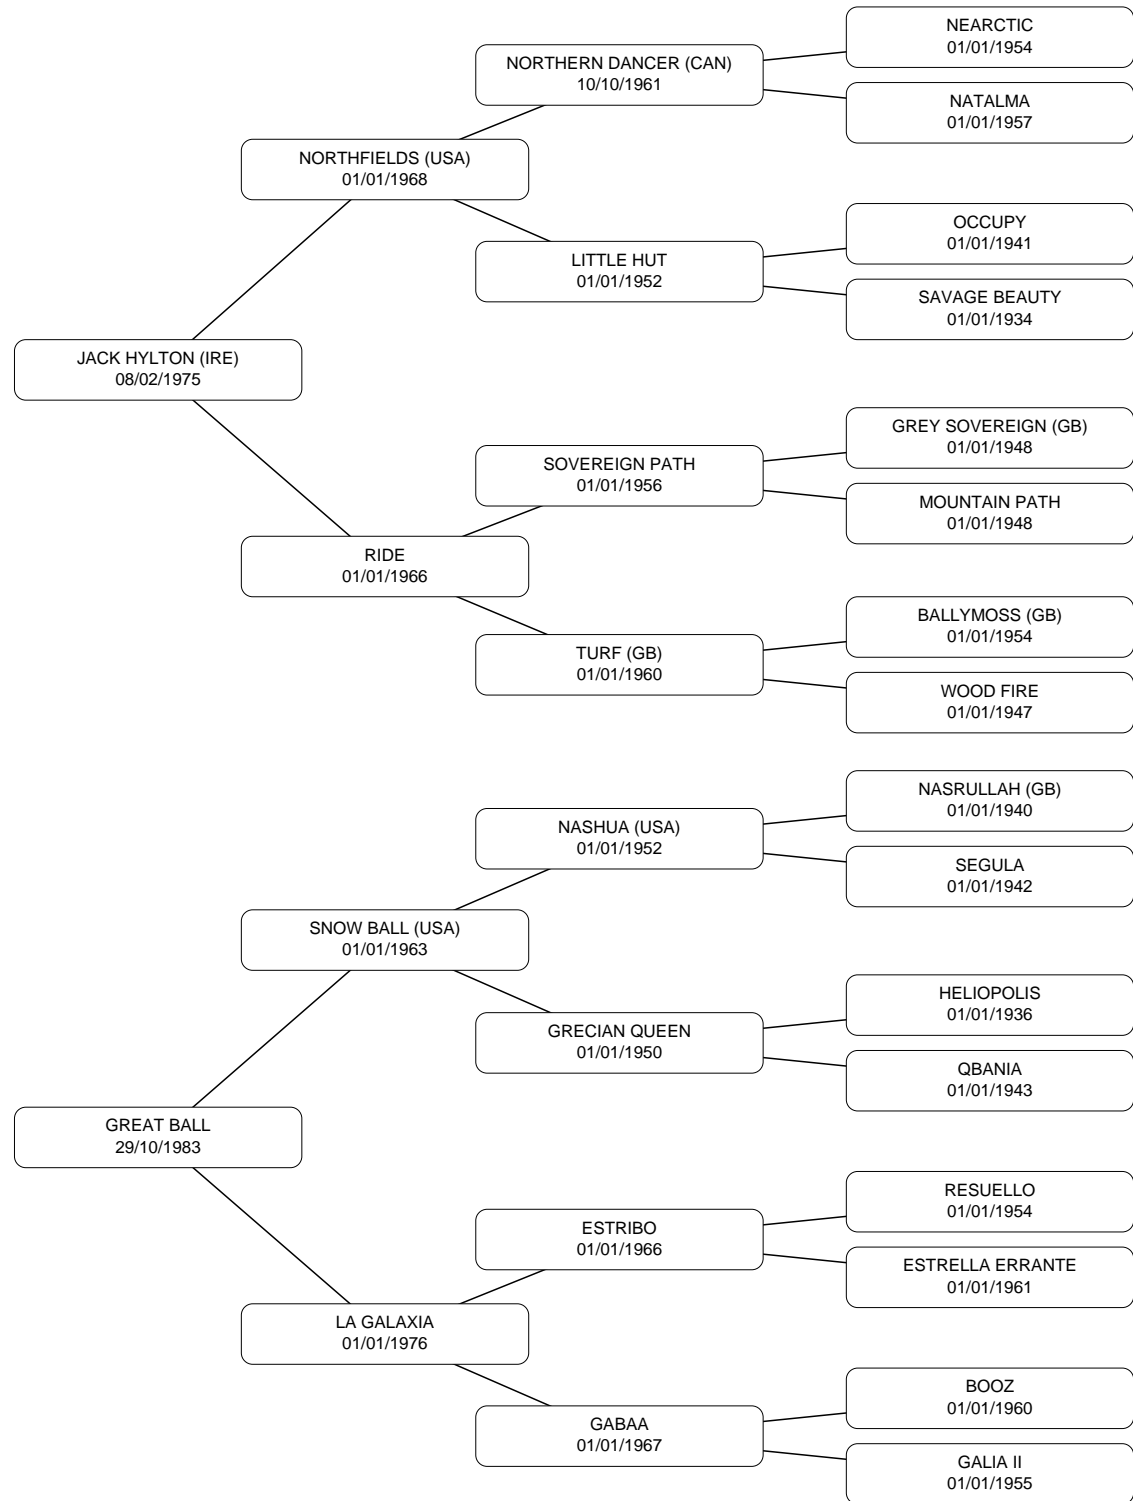 NEARCTIC
01/01/1954
NORTHERN DANCER (CAN)
10/10/1961
NATALMA
01/01/1957
NORTHFIELDS (USA)
01/01/1968
OCCUPY
01/01/1941
LITTLE HUT
01/01/1952
SAVAGE BEAUTY
01/01/1934
JACK HYLTON (IRE)
08/02/1975
GREY SOVEREIGN (GB)
01/01/1948
SOVEREIGN PATH
01/01/1956
MOUNTAIN PATH
01/01/1948
RIDE
01/01/1966
BALLYMOSS (GB)
01/01/1954
TURF (GB)
01/01/1960
WOOD FIRE
01/01/1947
NASRULLAH (GB)
01/01/1940
NASHUA (USA)
01/01/1952
SEGULA
01/01/1942
SNOW BALL (USA)
01/01/1963
HELIOPOLIS
01/01/1936
GRECIAN QUEEN
01/01/1950
QBANIA
01/01/1943
GREAT BALL
29/10/1983
RESUELLO
01/01/1954
ESTRIBO
01/01/1966
ESTRELLA ERRANTE
01/01/1961
LA GALAXIA
01/01/1976
BOOZ
01/01/1960
GABAA
01/01/1967
GALIA II
01/01/1955